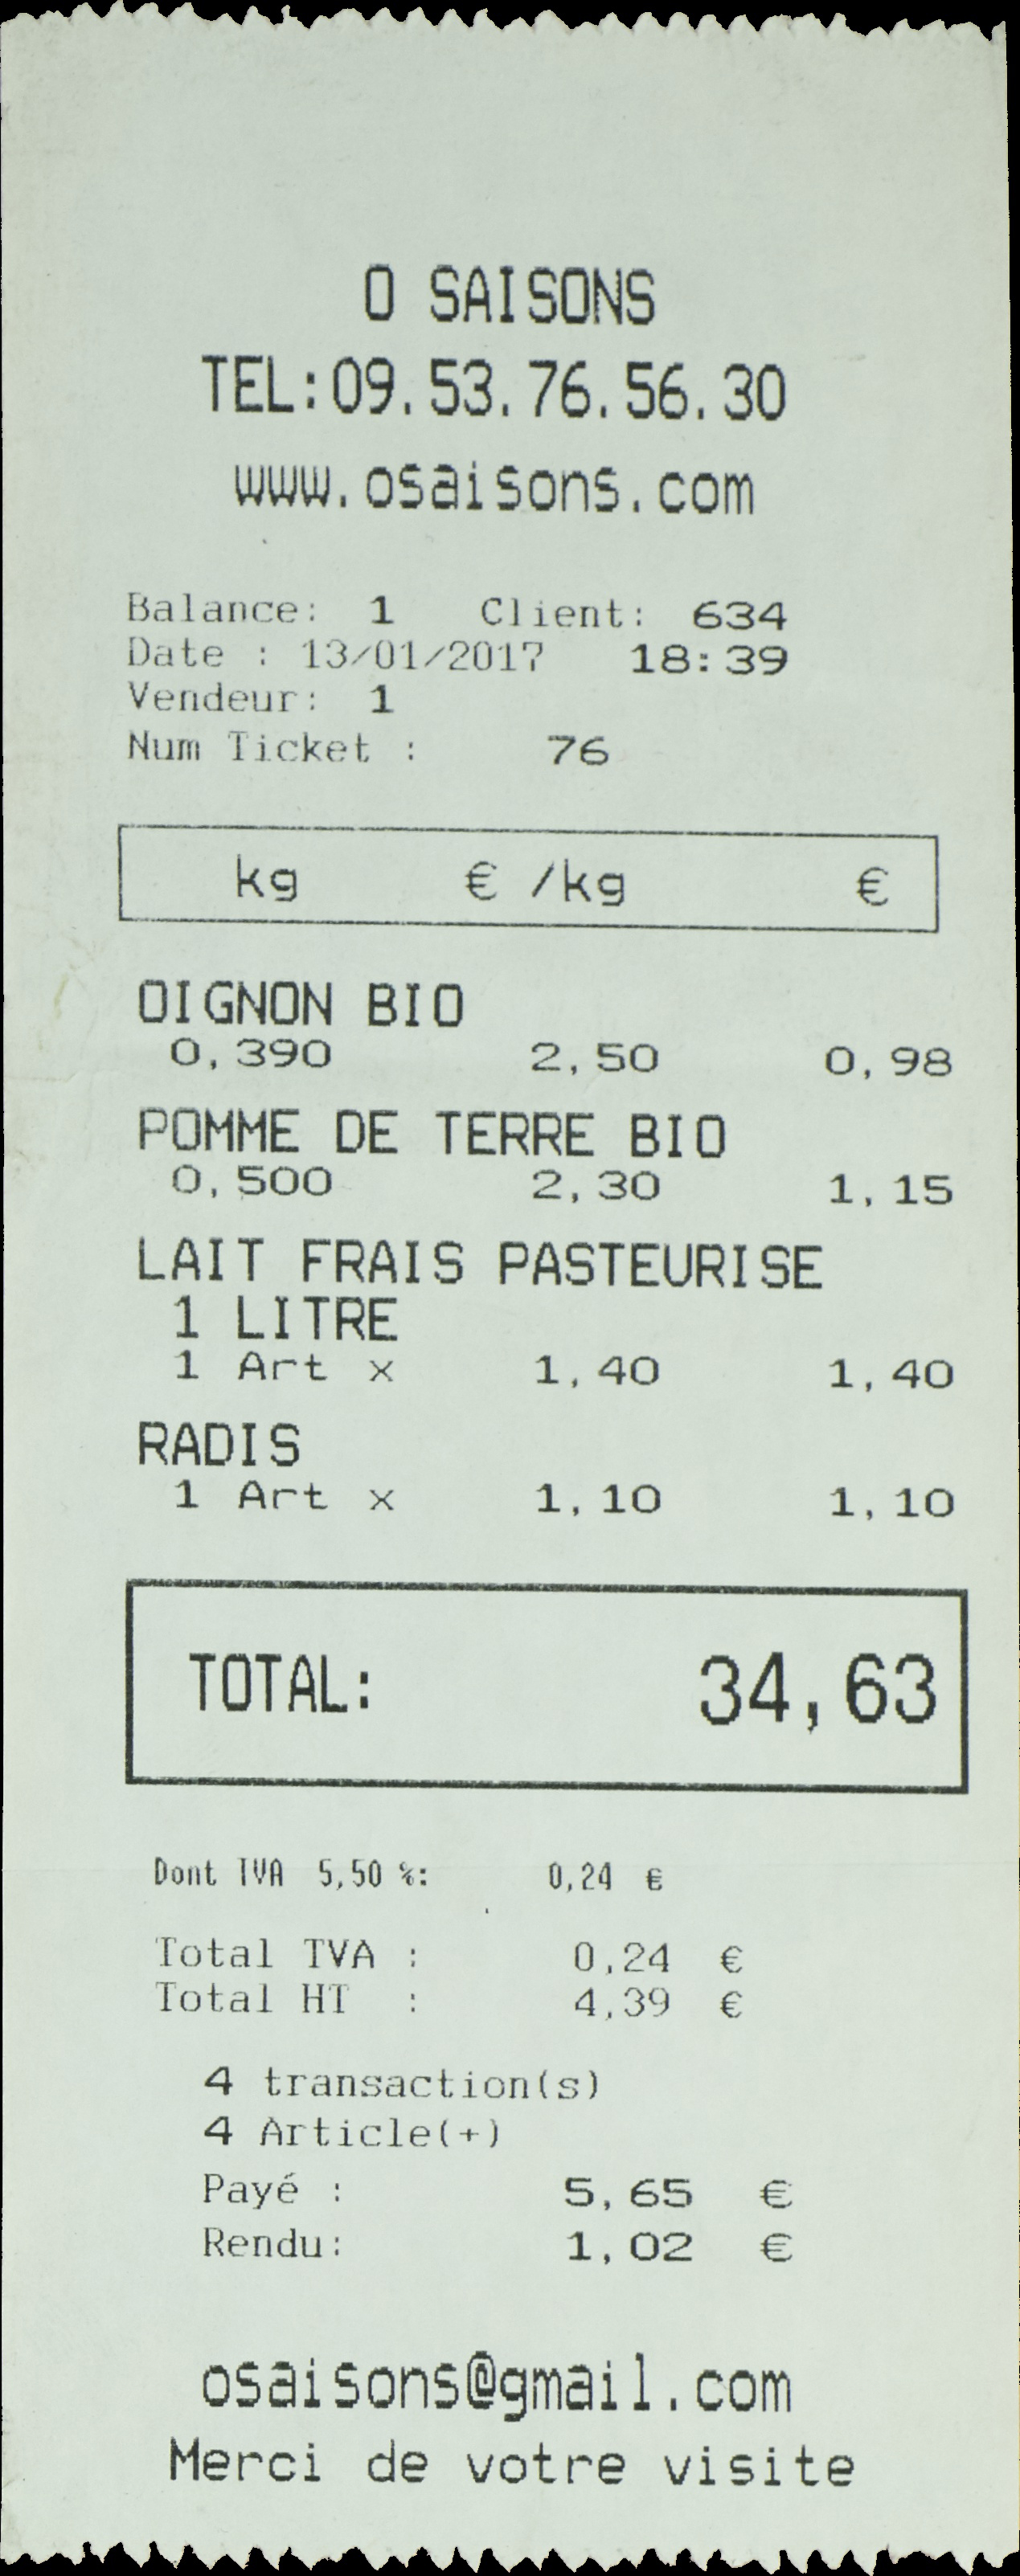 O SAISONS
TEL:09.53.76.56.30
www.osaisons.com
Balance: 1 Client: 634
Date : 13/01/2017 18:39
Vendeur: 1
Num Ticket : 76
kg € /kg €
OIGNON BIO
0,390 2,50 0,98
POMME DE TERRE BIO
0,500 2,30 1,15
LAIT FRAIS PASTEURISE
1 LITRE
1 Art x 1,40 1,40
RADIS
1 Art x 1,10 1,10
TOTAL: 34,63
Dont TVA 5,50 %: 0,24 €
Total TVA : 0,24 €
Total HT : 4,39 €
4 transaction(s)
4 Article(+)
Payé : 5,65 €
Rendu: 1,02 €
osaisons@gmail.com
Merci de votre visite